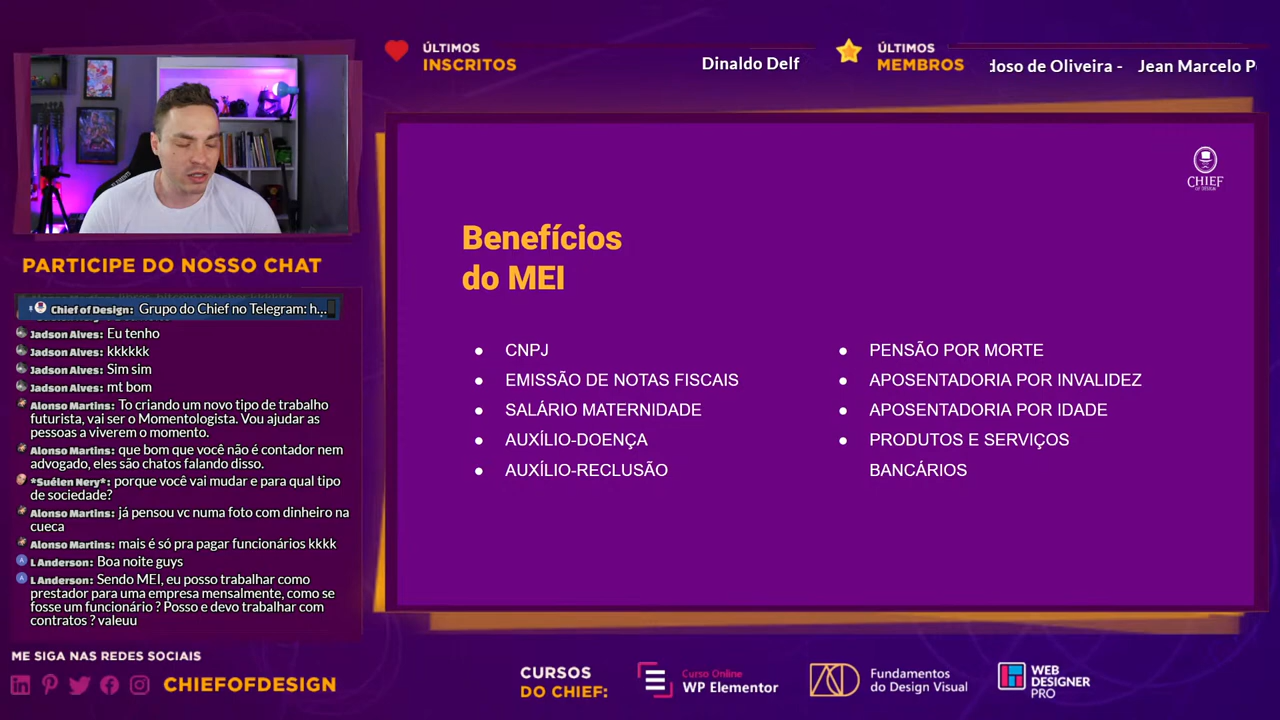 ÚLTIMOS
INSCRITOS
Dinaldo Delf
ÚLTIMOS
MEMBROS
doso de Oliveira - Jean Marcelo P
CHIEF
OF DESIGN
Benefícios
do MEI
● CNPJ
● EMISSÃO DE NOTAS FISCAIS
● SALÁRIO MATERNIDADE
● AUXÍLIO-DOENÇA
● AUXÍLIO-RECLUSÃO
● PENSÃO POR MORTE
● APOSENTADORIA POR INVALIDEZ
● APOSENTADORIA POR IDADE
● PRODUTOS E SERVIÇOS
BANCÁRIOS
PARTICIPE DO NOSSO CHAT
Chief of Design: Grupo do Chief no Telegram: h...
Jadson Alves: Eu tenho
Jadson Alves: kkkkkk
Jadson Alves: Sim sim
Jadson Alves: mt bom
Alonso Martins: To criando um novo tipo de trabalho
futurista, vai ser o Momentologista. Vou ajudar as
pessoas a viverem o momento.
Alonso Martins: que bom que você não é contador nem
advogado, eles são chatos falando disso.
*Suélen Nery*: porque você vai mudar e para qual tipo
de sociedade?
Alonso Martins: já pensou vc numa foto com dinheiro na
cueca
Alonso Martins: mais é só pra pagar funcionários kkkk
L Anderson: Boa noite guys
L Anderson: Sendo MEI, eu posso trabalhar como
prestador para uma empresa mensalmente, como se
fosse um funcionário ? Posso e devo trabalhar com
contratos ? valeuu
ME SIGA NAS REDES SOCIAIS
CHIEFOFDESIGN
CURSOS
DO CHIEF:
Curso Online
WP Elementor
Fundamentos
do Design Visual
WEB
DESIGNER
PRO